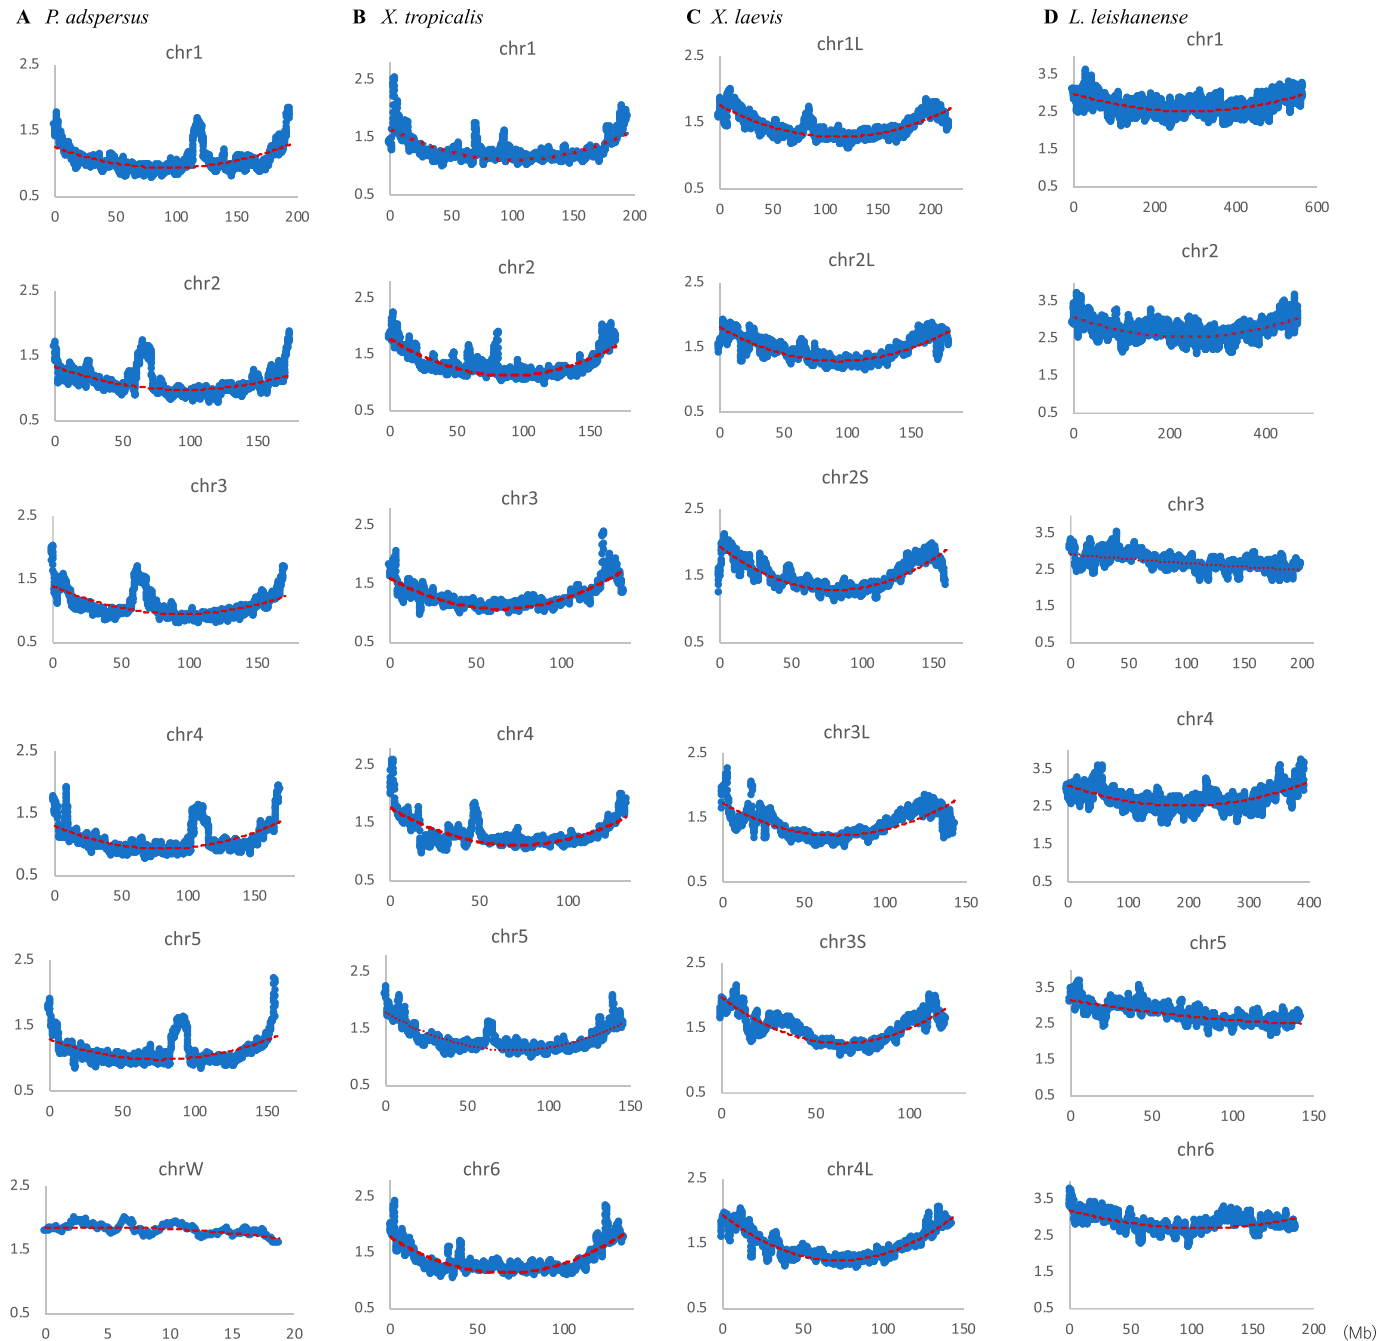 A P. adspersus
B X. tropicalis
C X. laevis
D L. leishanense
chr1
2.5
1.5
0.5
0 50 100 150 200
chr1
2.5
1.5
0.5
0 50 100 150 200
chr1L
2.5
1.5
0.5
0 50 100 150 200
chr1
3.5
2.5
1.5
0.5
0 200 400 600
chr2
2.5
1.5
0.5
0 50 100 150
chr2
2.5
1.5
0.5
0 50 100 150
chr2L
2.5
1.5
0.5
0 50 100 150
chr2
3.5
2.5
1.5
0.5
0 200 400
chr3
2.5
1.5
0.5
0 50 100 150
chr3
2.5
1.5
0.5
0 50 100
chr2S
2.5
1.5
0.5
0 50 100 150
chr3
3.5
2.5
1.5
0.5
0 50 100 150 200
chr4
2.5
1.5
0.5
0 50 100 150
chr4
2.5
1.5
0.5
0 50 100
chr3L
2.5
1.5
0.5
0 50 100 150
chr4
3.5
2.5
1.5
0.5
0 100 200 300 400
chr5
2.5
1.5
0.5
0 50 100 150
chr5
2.5
1.5
0.5
0 50 100 150
chr3S
2.5
1.5
0.5
0 50 100
chr5
3.5
2.5
1.5
0.5
0 50 100 150
chrW
2.5
1.5
0.5
0 5 10 15 20
chr6
2.5
1.5
0.5
0 50 100
chr4L
2.5
1.5
0.5
0 50 100 150
chr6
3.5
2.5
1.5
0.5
0 50 100 150 200
(Mb)